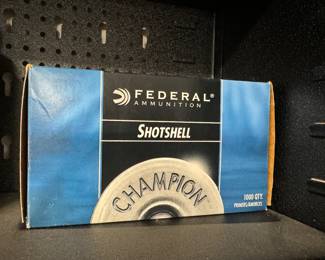 FEDERAL®
AMMUNITION
SHOTSHELL
CHAMPION
1000 QTY.
PRIMERS/AMORCES